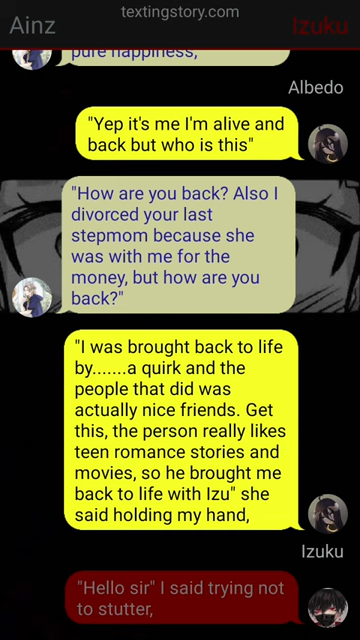 textingstory.com
Ainz
Izuku
pure happiness,
Albedo
"Yep it's me I'm alive and
back but who is this"
"How are you back? Also I
divorced your last
stepmom because she
was with me for the
money, but how are you
back?"
"I was brought back to life
by.......a quirk and the
people that did was
actually nice friends. Get
this, the person really likes
teen romance stories and
movies, so he brought me
back to life with Izu" she
said holding my hand,
Izuku
"Hello sir" I said trying not
to stutter,